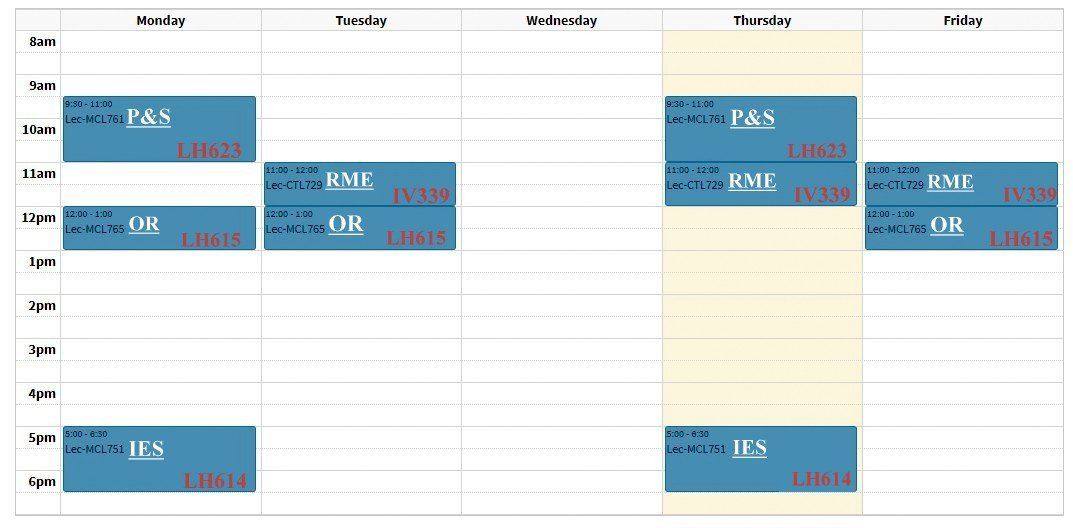 Monday Tuesday Wednesday Thursday Friday
8am
9am
9:30 - 11:00
Lec-MCL761 P&S
LH623
9:30 - 11:00
Lec-MCL761 P&S
LH623
10am
11am
11:00 - 12:00
Lec-CTL729 RME
IV339
11:00 - 12:00
Lec-CTL729 RME
IV339
11:00 - 12:00
Lec-CTL729 RME
IV339
12pm
12:00 - 1:00
Lec-MCL765 OR
LH615
12:00 - 1:00
Lec-MCL765 OR
LH615
12:00 - 1:00
Lec-MCL765 OR
LH615
1pm
2pm
3pm
4pm
5pm
5:00 - 6:30
Lec-MCL751 IES
LH614
5:00 - 6:30
Lec-MCL751 IES
LH614
6pm